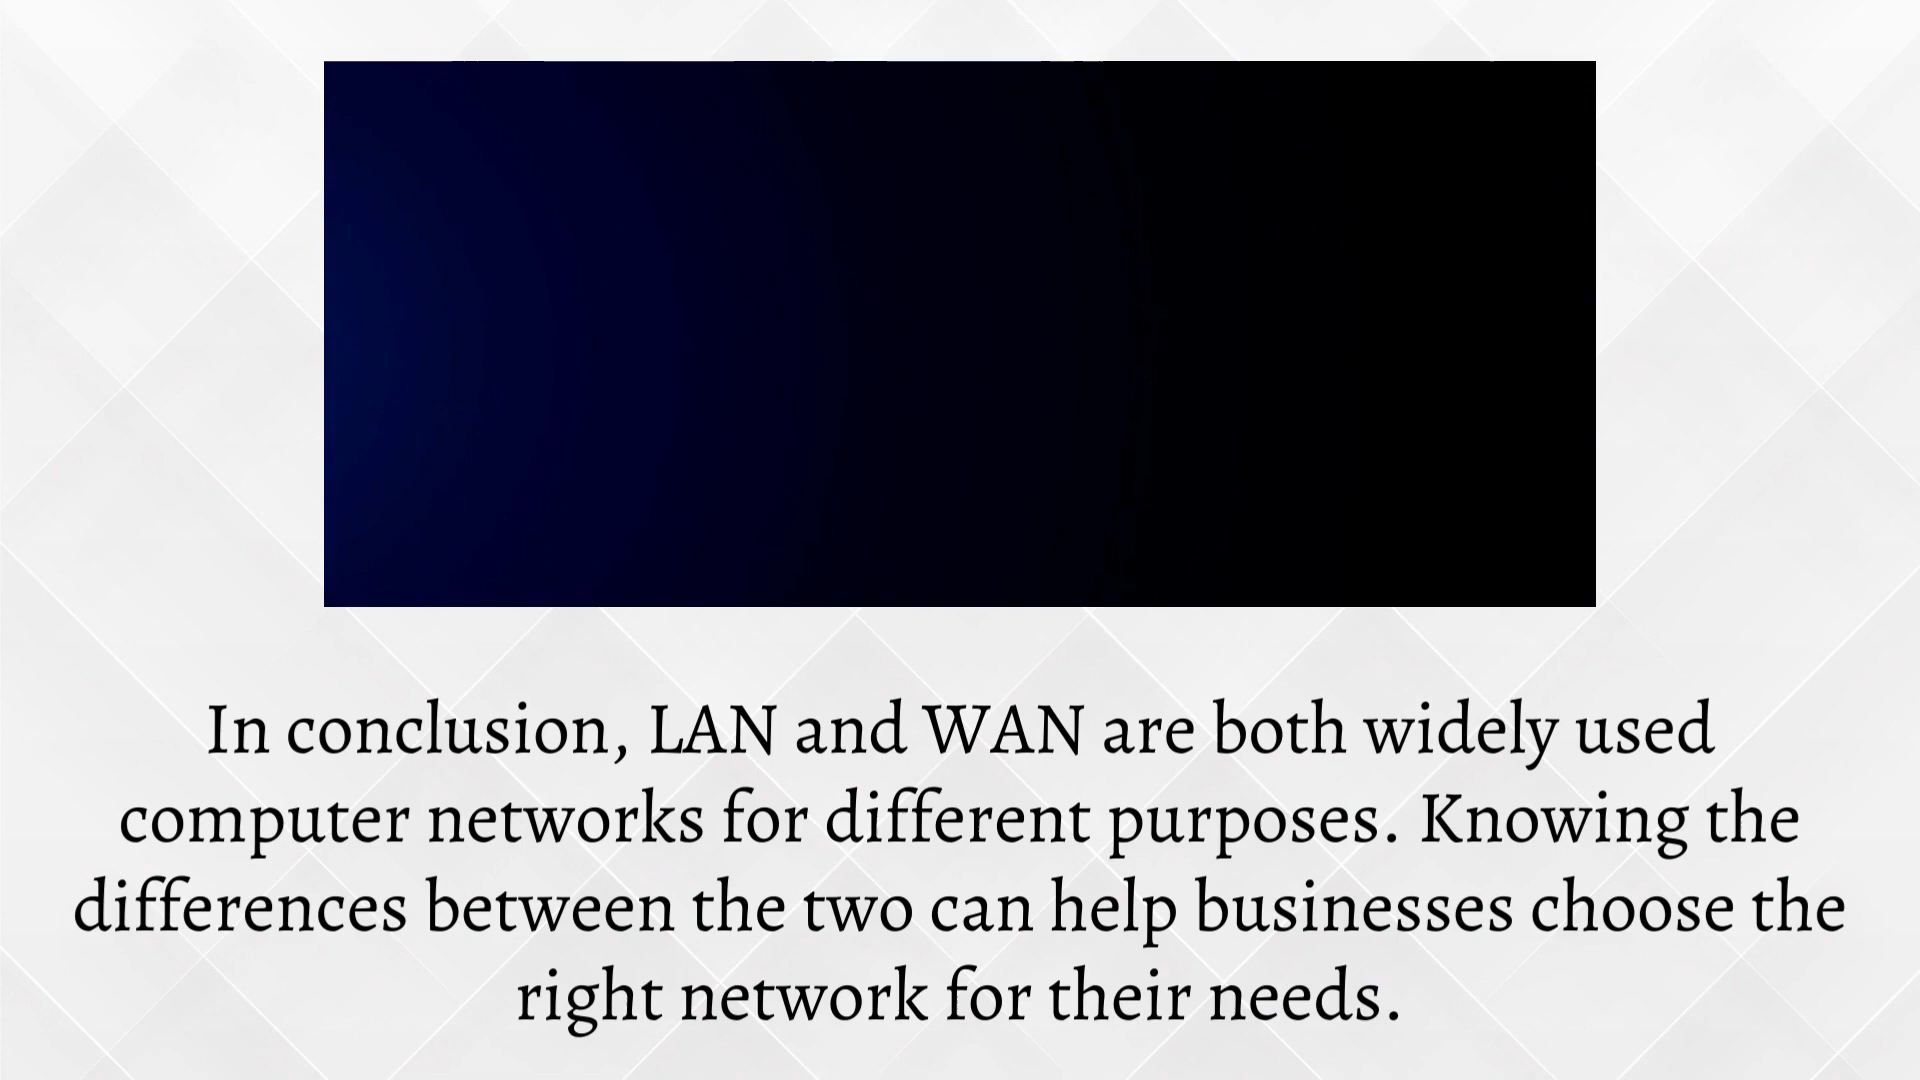 In conclusion, LAN and WAN are both widely used
computer networks for different purposes. Knowing the
differences between the two can help businesses choose the
right network for their needs.